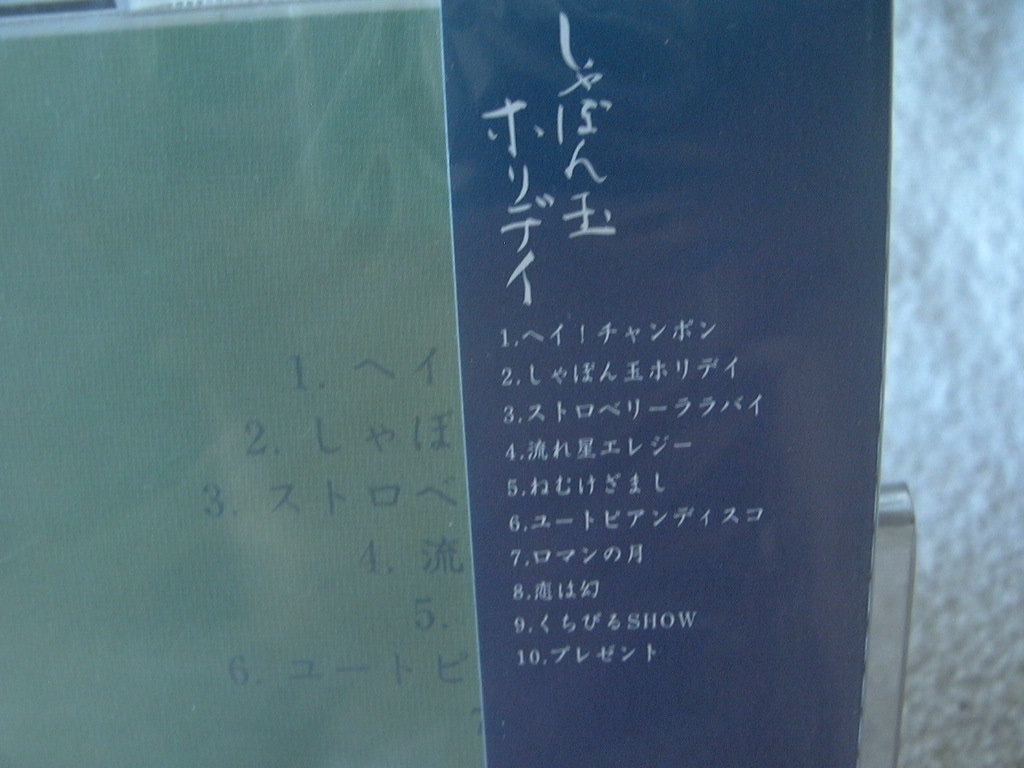 しゃぼん玉
ホリデイ
1.ヘイ!チャンポン
2.しゃぼん玉ホリデイ
3.ストロベリーララバイ
4.流れ星エレジー
5.ねむけざまし
6.ユートピアンディスコ
7.ロマンの月
8.恋は幻
9.くちびるSHOW
10.プレゼント
1. ヘイ
2. しゃぼ
3. ストロベ
4. 流
5.
6. ユートピ
7